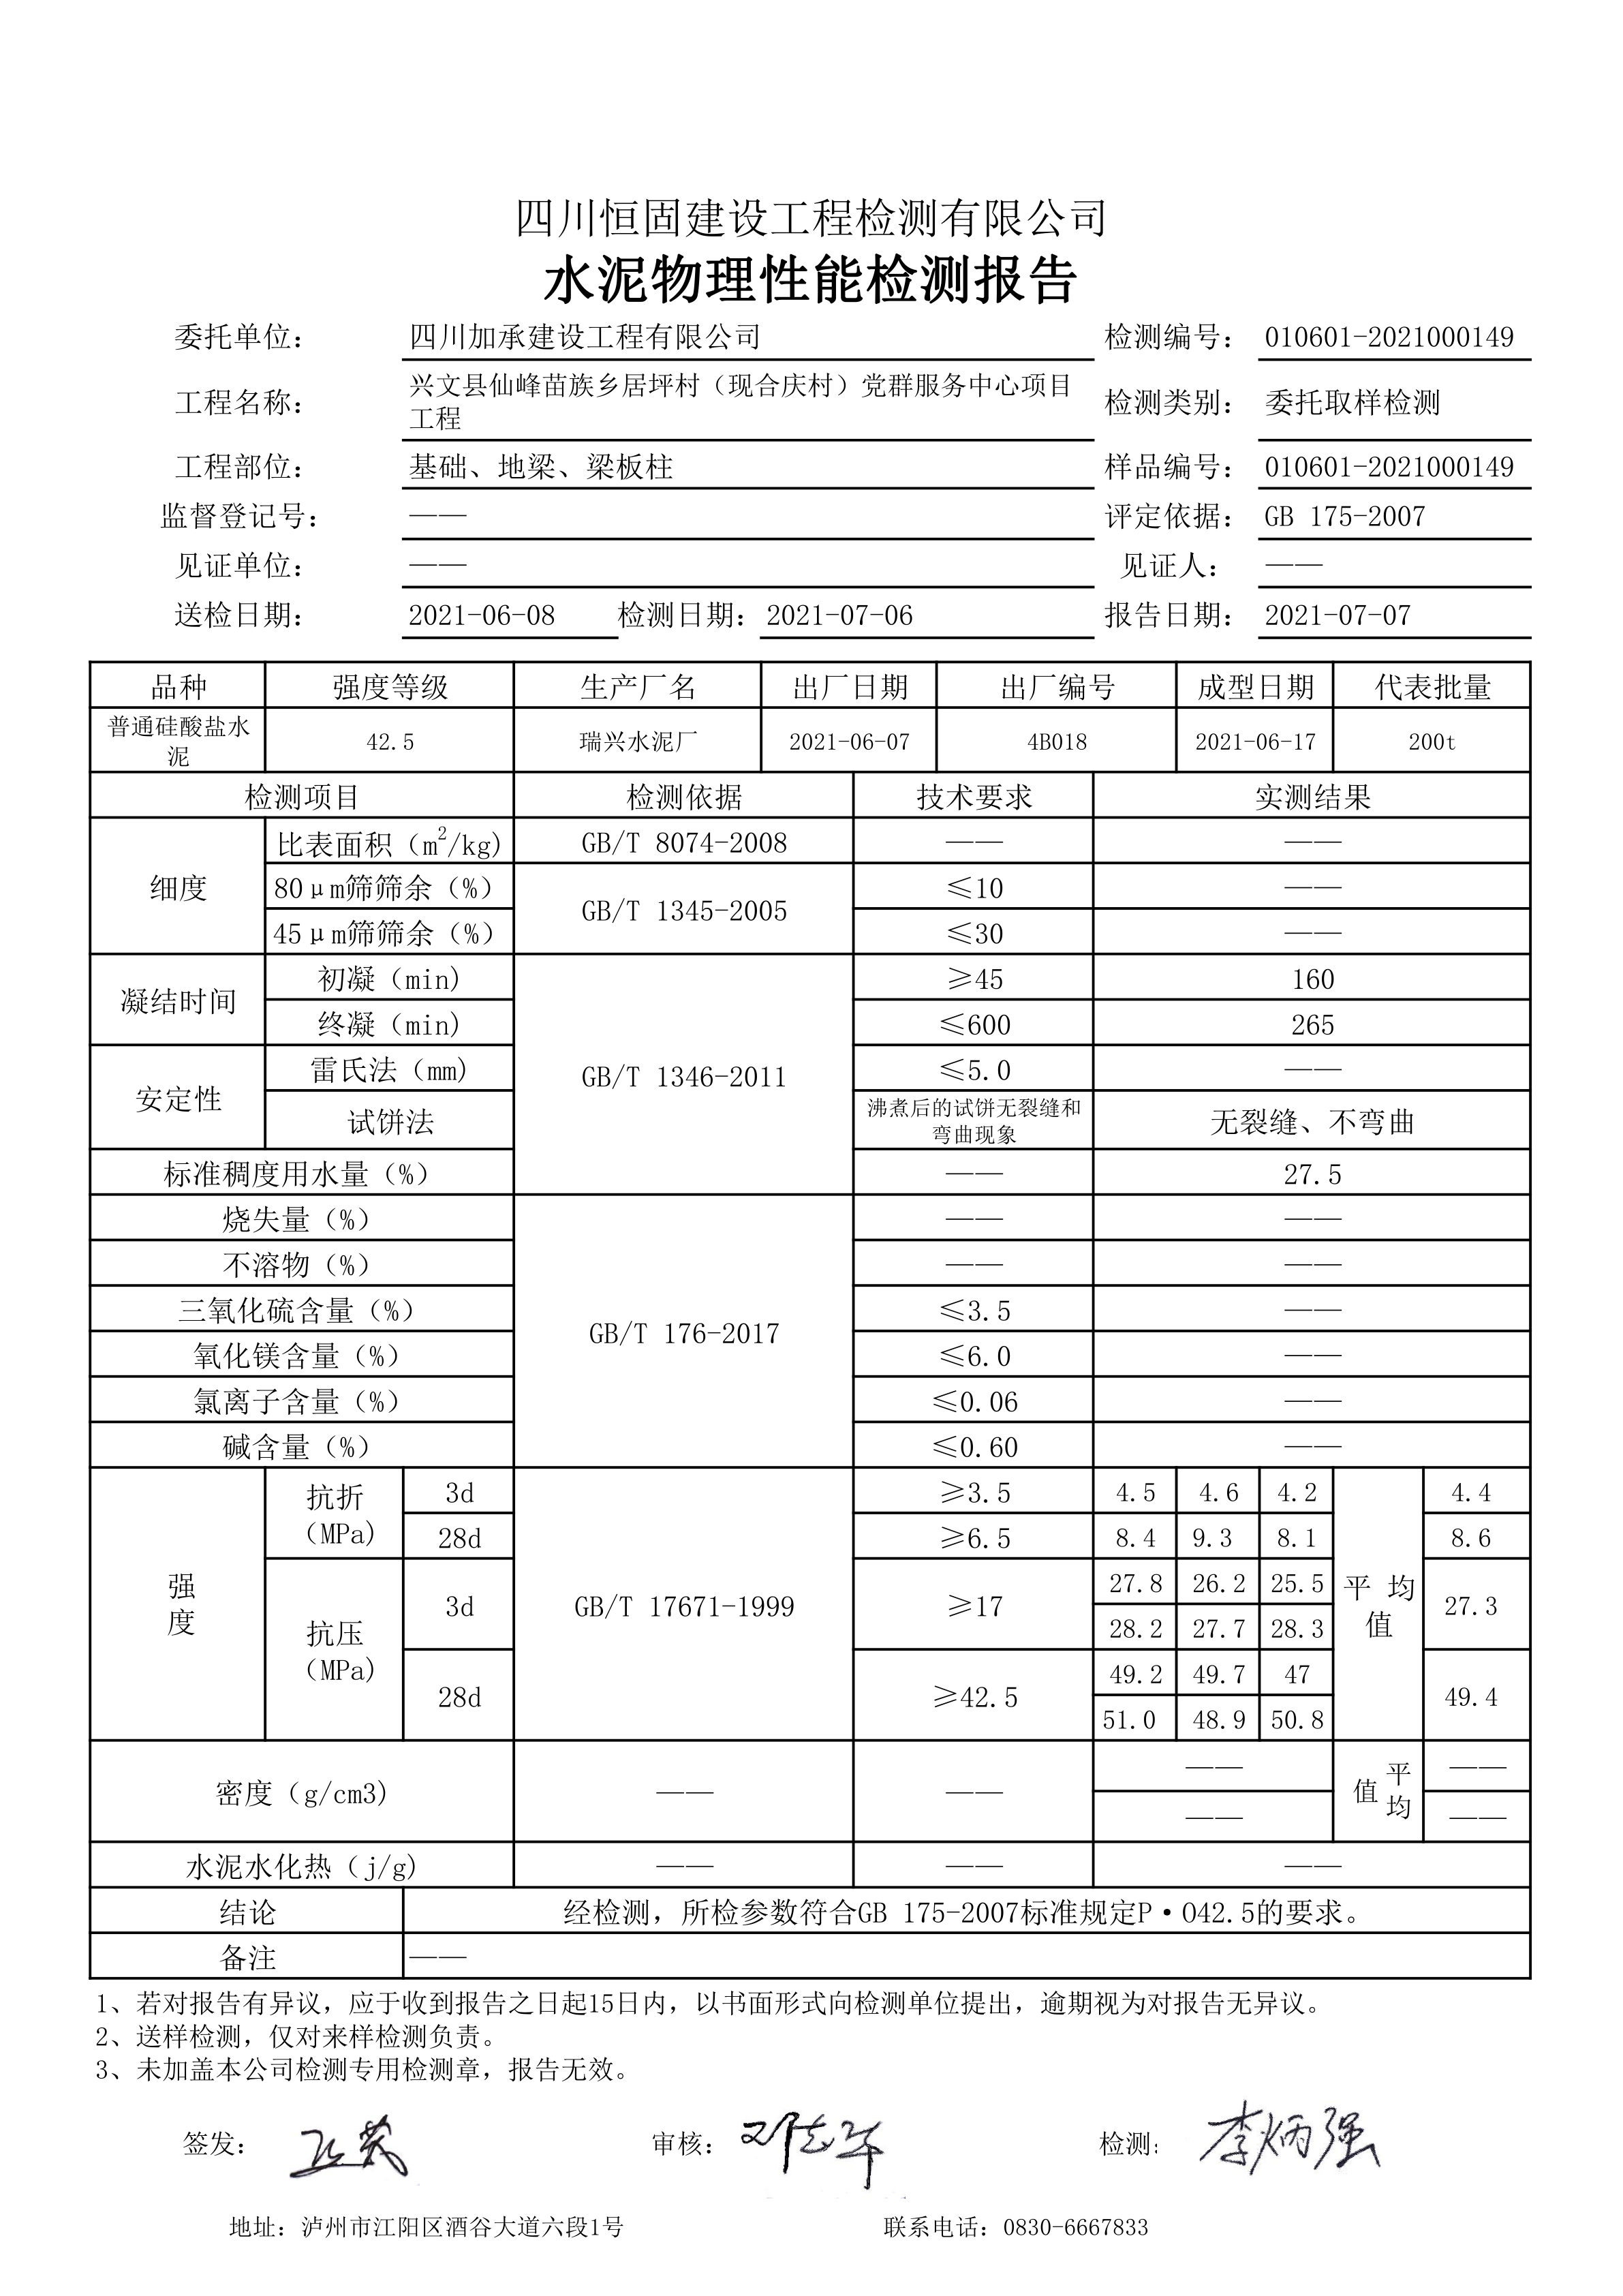 四川恒固建设工程检测有限公司
水泥物理性能检测报告
委托单位： 四川加承建设工程有限公司 检测编号： 010601-2021000149
工程名称： 兴文县仙峰苗族乡居坪村（现合庆村）党群服务中心项目
工程 检测类别： 委托取样检测
工程部位： 基础、地梁、梁板柱 样品编号： 010601-2021000149
监督登记号： —— 评定依据： GB 175-2007
见证单位： —— 见证人： ——
送检日期： 2021-06-08 检测日期： 2021-07-06 报告日期： 2021-07-07
品种 强度等级 生产厂名 出厂日期 出厂编号 成型日期 代表批量
普通硅酸盐水
泥 42.5 瑞兴水泥厂 2021-06-07 4B018 2021-06-17 200t
检测项目 检测依据 技术要求 实测结果
细度 比表面积（m²/kg） GB/T 8074-2008 —— ——
80μm筛筛余（%） GB/T 1345-2005 ≤10 ——
45μm筛筛余（%） ≤30 ——
凝结时间 初凝（min） GB/T 1346-2011 ≥45 160
终凝（min） ≤600 265
安定性 雷氏法（mm） ≤5.0 ——
试饼法 沸煮后的试饼无裂缝和
弯曲现象 无裂缝、不弯曲
标准稠度用水量（%） —— 27.5
烧失量（%） GB/T 176-2017 —— ——
不溶物（%） —— ——
三氧化硫含量（%） ≤3.5 ——
氧化镁含量（%） ≤6.0 ——
氯离子含量（%） ≤0.06 ——
碱含量（%） ≤0.60 ——
强
度 抗折
（MPa） 3d GB/T 17671-1999 ≥3.5 4.5 4.6 4.2 平 均
值 4.4
28d ≥6.5 8.4 9.3 8.1 8.6
抗压
（MPa） 3d ≥17 27.8 26.2 25.5 27.3
28.2 27.7 28.3
28d ≥42.5 49.2 49.7 47 49.4
51.0 48.9 50.8
密度（g/cm3） —— —— —— 平
均
值 ——
—— ——
水泥水化热（j/g） —— —— ——
结论 经检测，所检参数符合GB 175-2007标准规定P·O42.5的要求。
备注 ——
1、若对报告有异议，应于收到报告之日起15日内，以书面形式向检测单位提出，逾期视为对报告无异议。
2、送样检测，仅对来样检测负责。
3、未加盖本公司检测专用检测章，报告无效。
签发： 审核： 检测： 李炳强
地址：泸州市江阳区酒谷大道六段1号 联系电话：0830-6667833